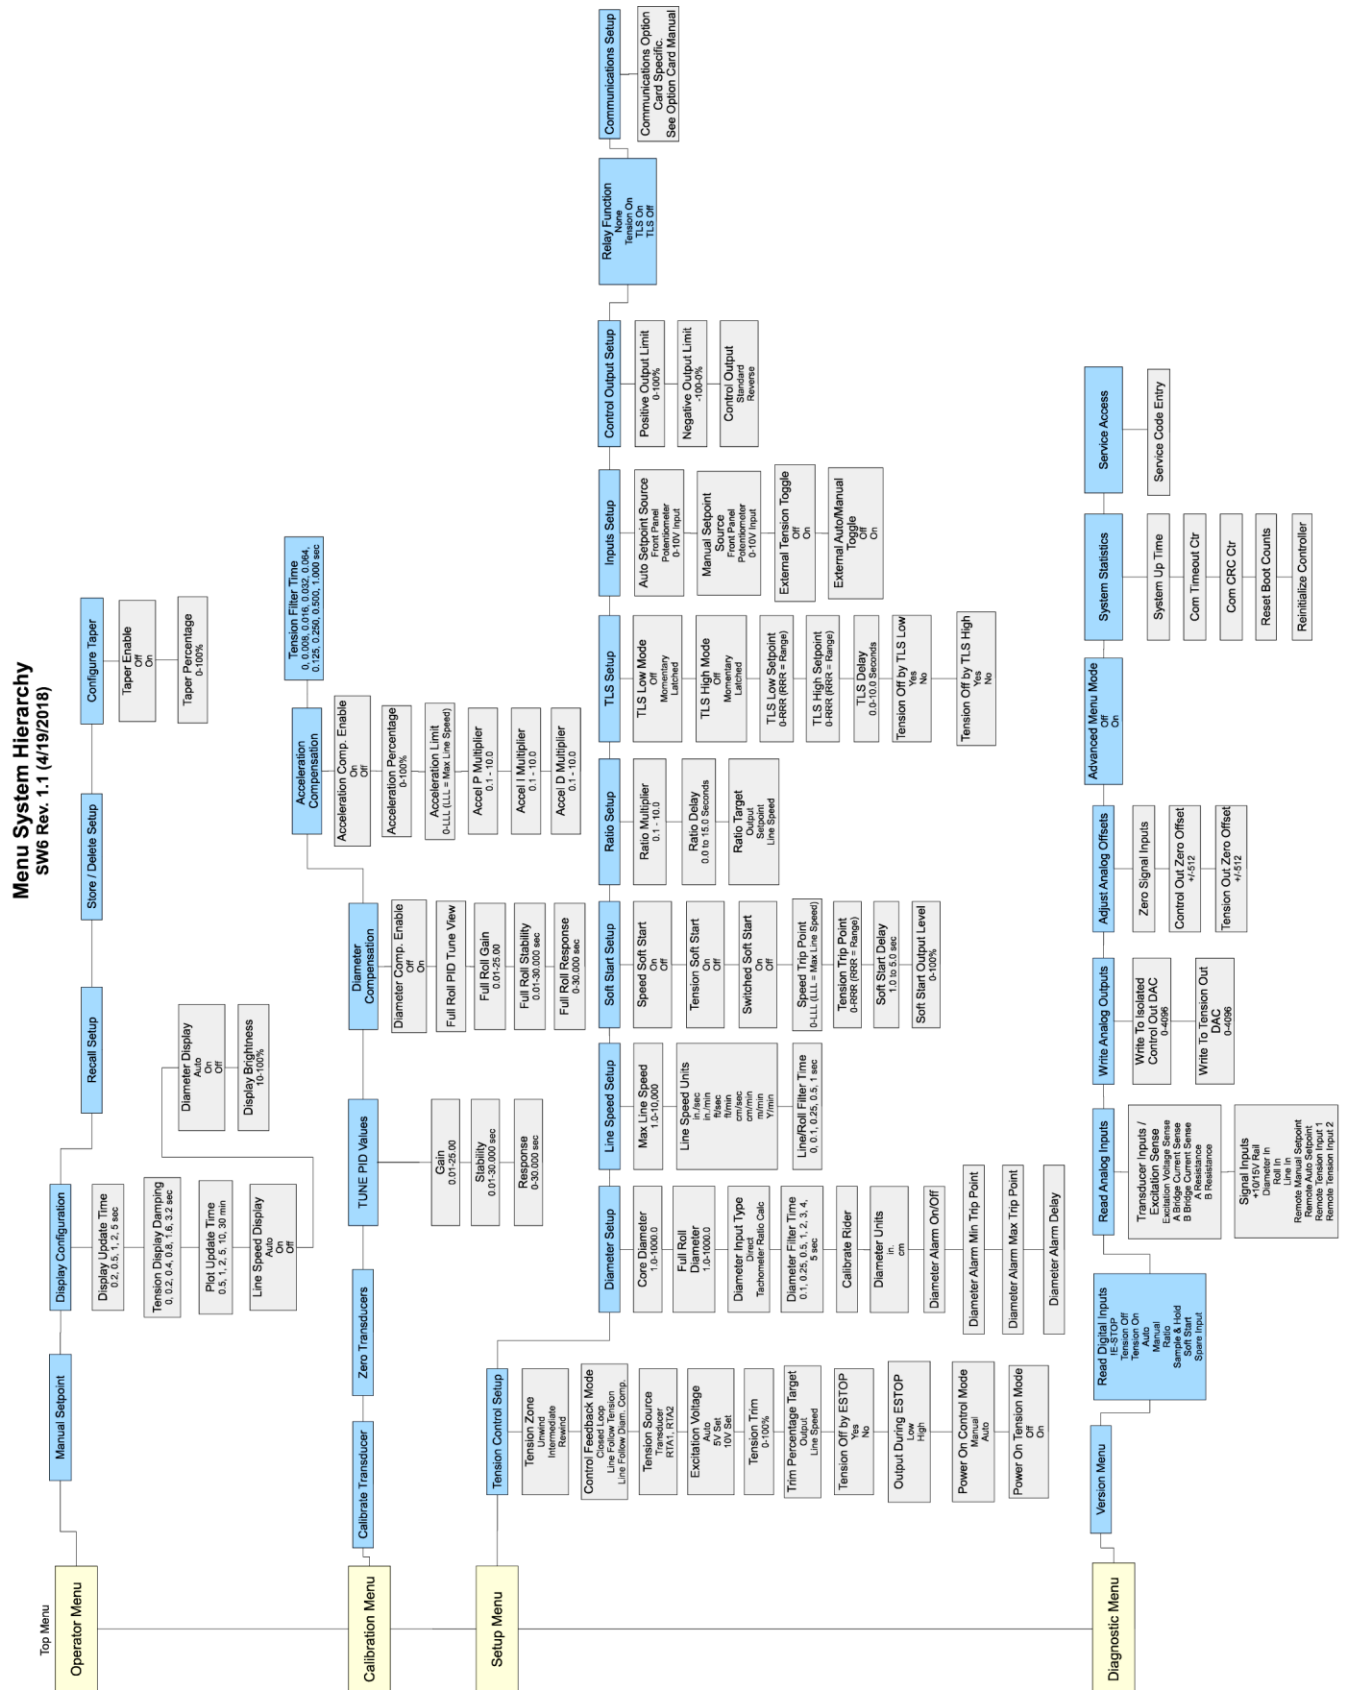 Menu System Hierarchy
SW6 Rev. 1.1 (4/19/2018)
Top Menu
Operator Menu
Manual Setpoint
Display Configuration
Display Update Time
0.2, 0.5, 1, 2, 5 sec
Tension Display Damping
0, 0.2, 0.4, 0.8, 1.6, 3.2 sec
Plot Update Time
0.5, 1, 2, 5, 10, 30 min
Line Speed Display
Auto
On
Off
Diameter Display
Auto
On
Off
Display Brightness
10-100%
Recall Setup
Store / Delete Setup
Configure Taper
Taper Enable
Off
On
Taper Percentage
0-100%
Calibration Menu
Calibrate Transducer
Zero Transducers
TUNE PID Values
Gain
0.01-25.00
Stability
0.01-30.000 sec
Response
0-30.000 sec
Diameter
Compensation
Diameter Comp. Enable
Off
On
Full Roll PID Tune View
Full Roll Gain
0.01-25.00
Full Roll Stability
0.01-30.000 sec
Full Roll Response
0-30.000 sec
Acceleration
Compensation
Acceleration Comp. Enable
On
Off
Acceleration Percentage
0-100%
Acceleration Limit
0-LLL (LLL = Max Line Speed)
Accel P Multiplier
0.1 - 10.0
Accel I Multiplier
0.1 - 10.0
Accel D Multiplier
0.1 - 10.0
Tension Filter Time
0, 0.008, 0.016, 0.032, 0.064,
0.125, 0.250, 0.500, 1.000 sec
Setup Menu
Tension Control Setup
Tension Zone
Unwind
Intermediate
Rewind
Control Feedback Mode
Closed Loop
Line Follow Tension
Line Follow Diam. Comp.
Tension Source
Transducer
RTA1, RTA2
Excitation Voltage
Auto
5V Set
10V Set
Tension Trim
0-100%
Trim Percentage Target
Output
Line Speed
Tension Off by ESTOP
Yes
No
Output During ESTOP
Low
High
Power On Control Mode
Manual
Auto
Power On Tension Mode
Off
On
Diameter Setup
Core Diameter
1.0-1000.0
Full Roll
Diameter
1.0-1000.0
Diameter Input Type
Direct
Tachometer Ratio Calc
Diameter Filter Time
0.1, 0.25, 0.5, 1, 2, 3, 4,
5 sec
Calibrate Rider
Diameter Units
in.
cm
Diameter Alarm On/Off
Diameter Alarm Min Trip Point
Diameter Alarm Max Trip Point
Diameter Alarm Delay
Line Speed Setup
Max Line Speed
1.0-10,000
Line Speed Units
in./sec
in./min
ft/sec
ft/min
cm/sec
cm/min
m/min
Y/min
Line/Roll Filter Time
0, 0.1, 0.25, 0.5, 1 sec
Soft Start Setup
Speed Soft Start
On
Off
Tension Soft Start
On
Off
Switched Soft Start
On
Off
Speed Trip Point
0-LLL (LLL = Max Line Speed)
Tension Trip Point
0-RRR (RRR = Range)
Soft Start Delay
1.0 to 5.0 sec
Soft Start Output Level
0-100%
Ratio Setup
Ratio Multiplier
0.1 - 10.0
Ratio Delay
0.0 to 15.0 Seconds
Ratio Target
Output
Setpoint
Line Speed
TLS Setup
TLS Low Mode
Off
Momentary
Latched
TLS High Mode
Off
Momentary
Latched
TLS Low Setpoint
0-RRR (RRR = Range)
TLS High Setpoint
0-RRR (RRR = Range)
TLS Delay
0.0-10.0 Seconds
Tension Off by TLS Low
Yes
No
Tension Off by TLS High
Yes
No
Inputs Setup
Auto Setpoint Source
Front Panel
Potentiometer
0-10V Input
Manual Setpoint
Source
Front Panel
Potentiometer
0-10V Input
External Tension Toggle
Off
On
External Auto/Manual
Toggle
Off
On
Control Output Setup
Positive Output Limit
0-100%
Negative Output Limit
-100-0%
Control Output
Standard
Reverse
Relay Function
None
Tension On
TLS On
TLS Off
Communications Setup
Communications Option
Card Specific.
See Option Card Manual
Diagnostic Menu
Version Menu
Read Digital Inputs
!E-STOP
Tension Off
Tension On
Auto
Manual
Ratio
Sample & Hold
Soft Start
Spare Input
Read Analog Inputs
Transducer Inputs /
Excitation Sense
Excitation Voltage Sense
A Bridge Current Sense
B Bridge Current Sense
A Resistance
B Resistance
Signal Inputs
+10/15V Rail
Diameter In
Roll In
Line In
Remote Manual Setpoint
Remote Auto Setpoint
Remote Tension Input 1
Remote Tension Input 2
Write Analog Outputs
Write To Isolated
Control Out DAC
0-4096
Write To Tension Out
DAC
0-4096
Adjust Analog Offsets
Zero Signal Inputs
Control Out Zero Offset
+/-512
Tension Out Zero Offset
+/-512
Advanced Menu Mode
Off
On
System Statistics
System Up Time
Com Timeout Ctr
Com CRC Ctr
Reset Boot Counts
Reinitialize Controller
Service Access
Service Code Entry